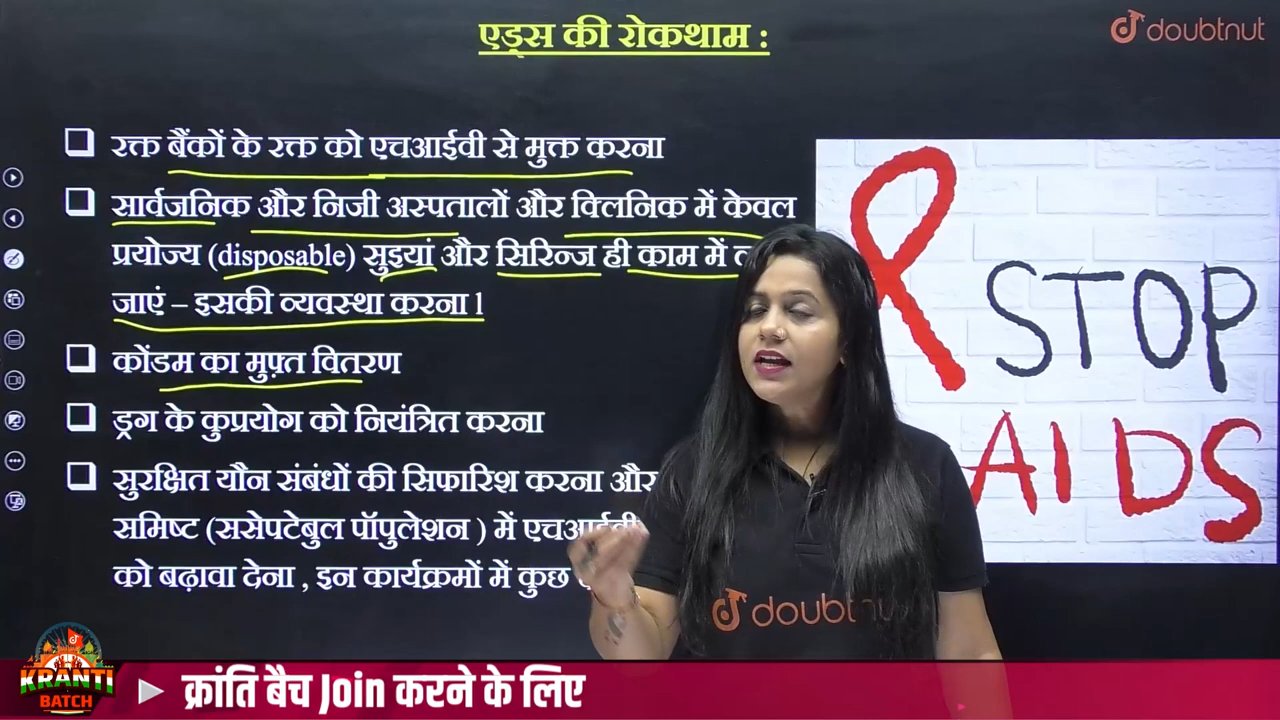 एड्स की रोकथाम :
doubtnut
रक्त बैंकों के रक्त को एचआईवी से मुक्त करना
सार्वजनिक और निजी अस्पतालों और क्लिनिक में केवल
प्रयोज्य (disposable) सुइयां और सिरिन्ज ही काम में
जाएं – इसकी व्यवस्था करना l
कोंडम का मुफ़्त वितरण
ड्रग के कुप्रयोग को नियंत्रित करना
सुरक्षित यौन संबंधों की सिफारिश करना और
समिष्ट (ससेपटेबुल पॉपुलेशन ) में एचआईवी
को बढ़ावा देना , इन कार्यक्रमों में कुछ
STOP
AIDS
doubtnut
KRANTI
BATCH
क्रांति बैच Join करने के लिए